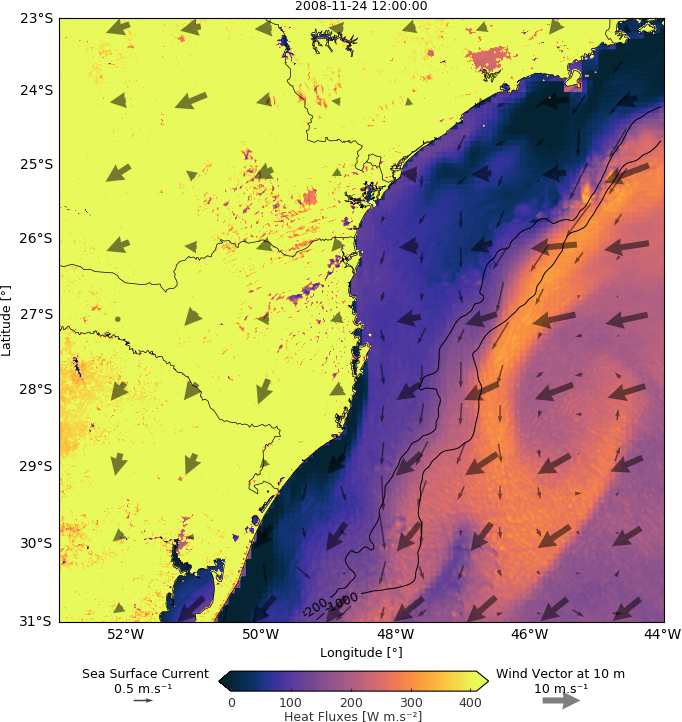 2008-11-24 12:00:00
23°S
24°S
25°S
26°S
27°S
28°S
29°S
30°S
31°S
Latitude [°]
200
1000
52°W 50°W 48°W 46°W 44°W
Longitude [°]
Sea Surface Current
0.5 m.s⁻¹
Wind Vector at 10 m
10 m.s⁻¹
0 100 200 300 400
Heat Fluxes [W m.s⁻²]